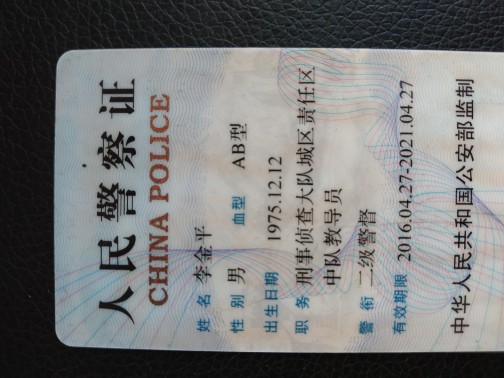 人民警察证
CHINA POLICE
姓 名 李金平
性 别 男 血型 AB型
出生日期 1975.12.12
职 务 刑事侦查大队城区责任区
中队教导员
警 衔 二级警督
有效期限 2016.04.27-2021.04.27
中华人民共和国公安部监制